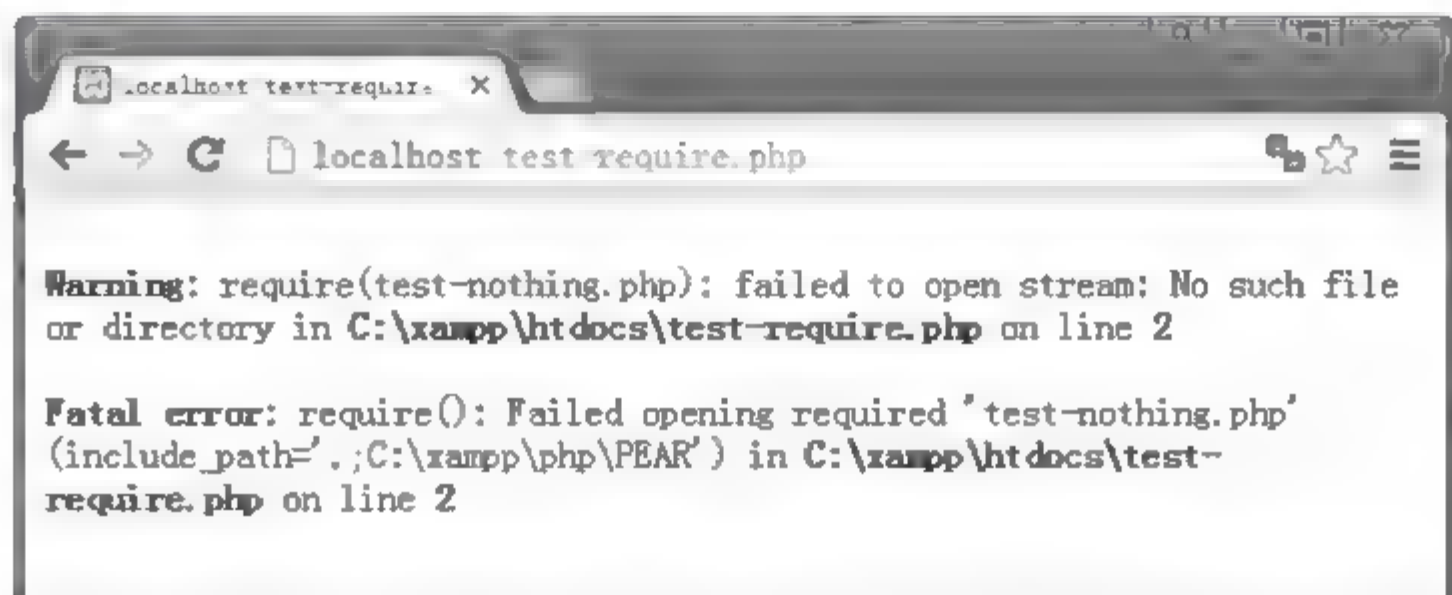 localhost test-require
localhost test-require.php
Warning: require(test-nothing.php): failed to open stream: No such file
or directory in C:\xampp\htdocs\test-require.php on line 2
Fatal error: require(): Failed opening required 'test-nothing.php'
(include_path='.;C:\xampp\php\PEAR') in C:\xampp\htdocs\test-
require.php on line 2